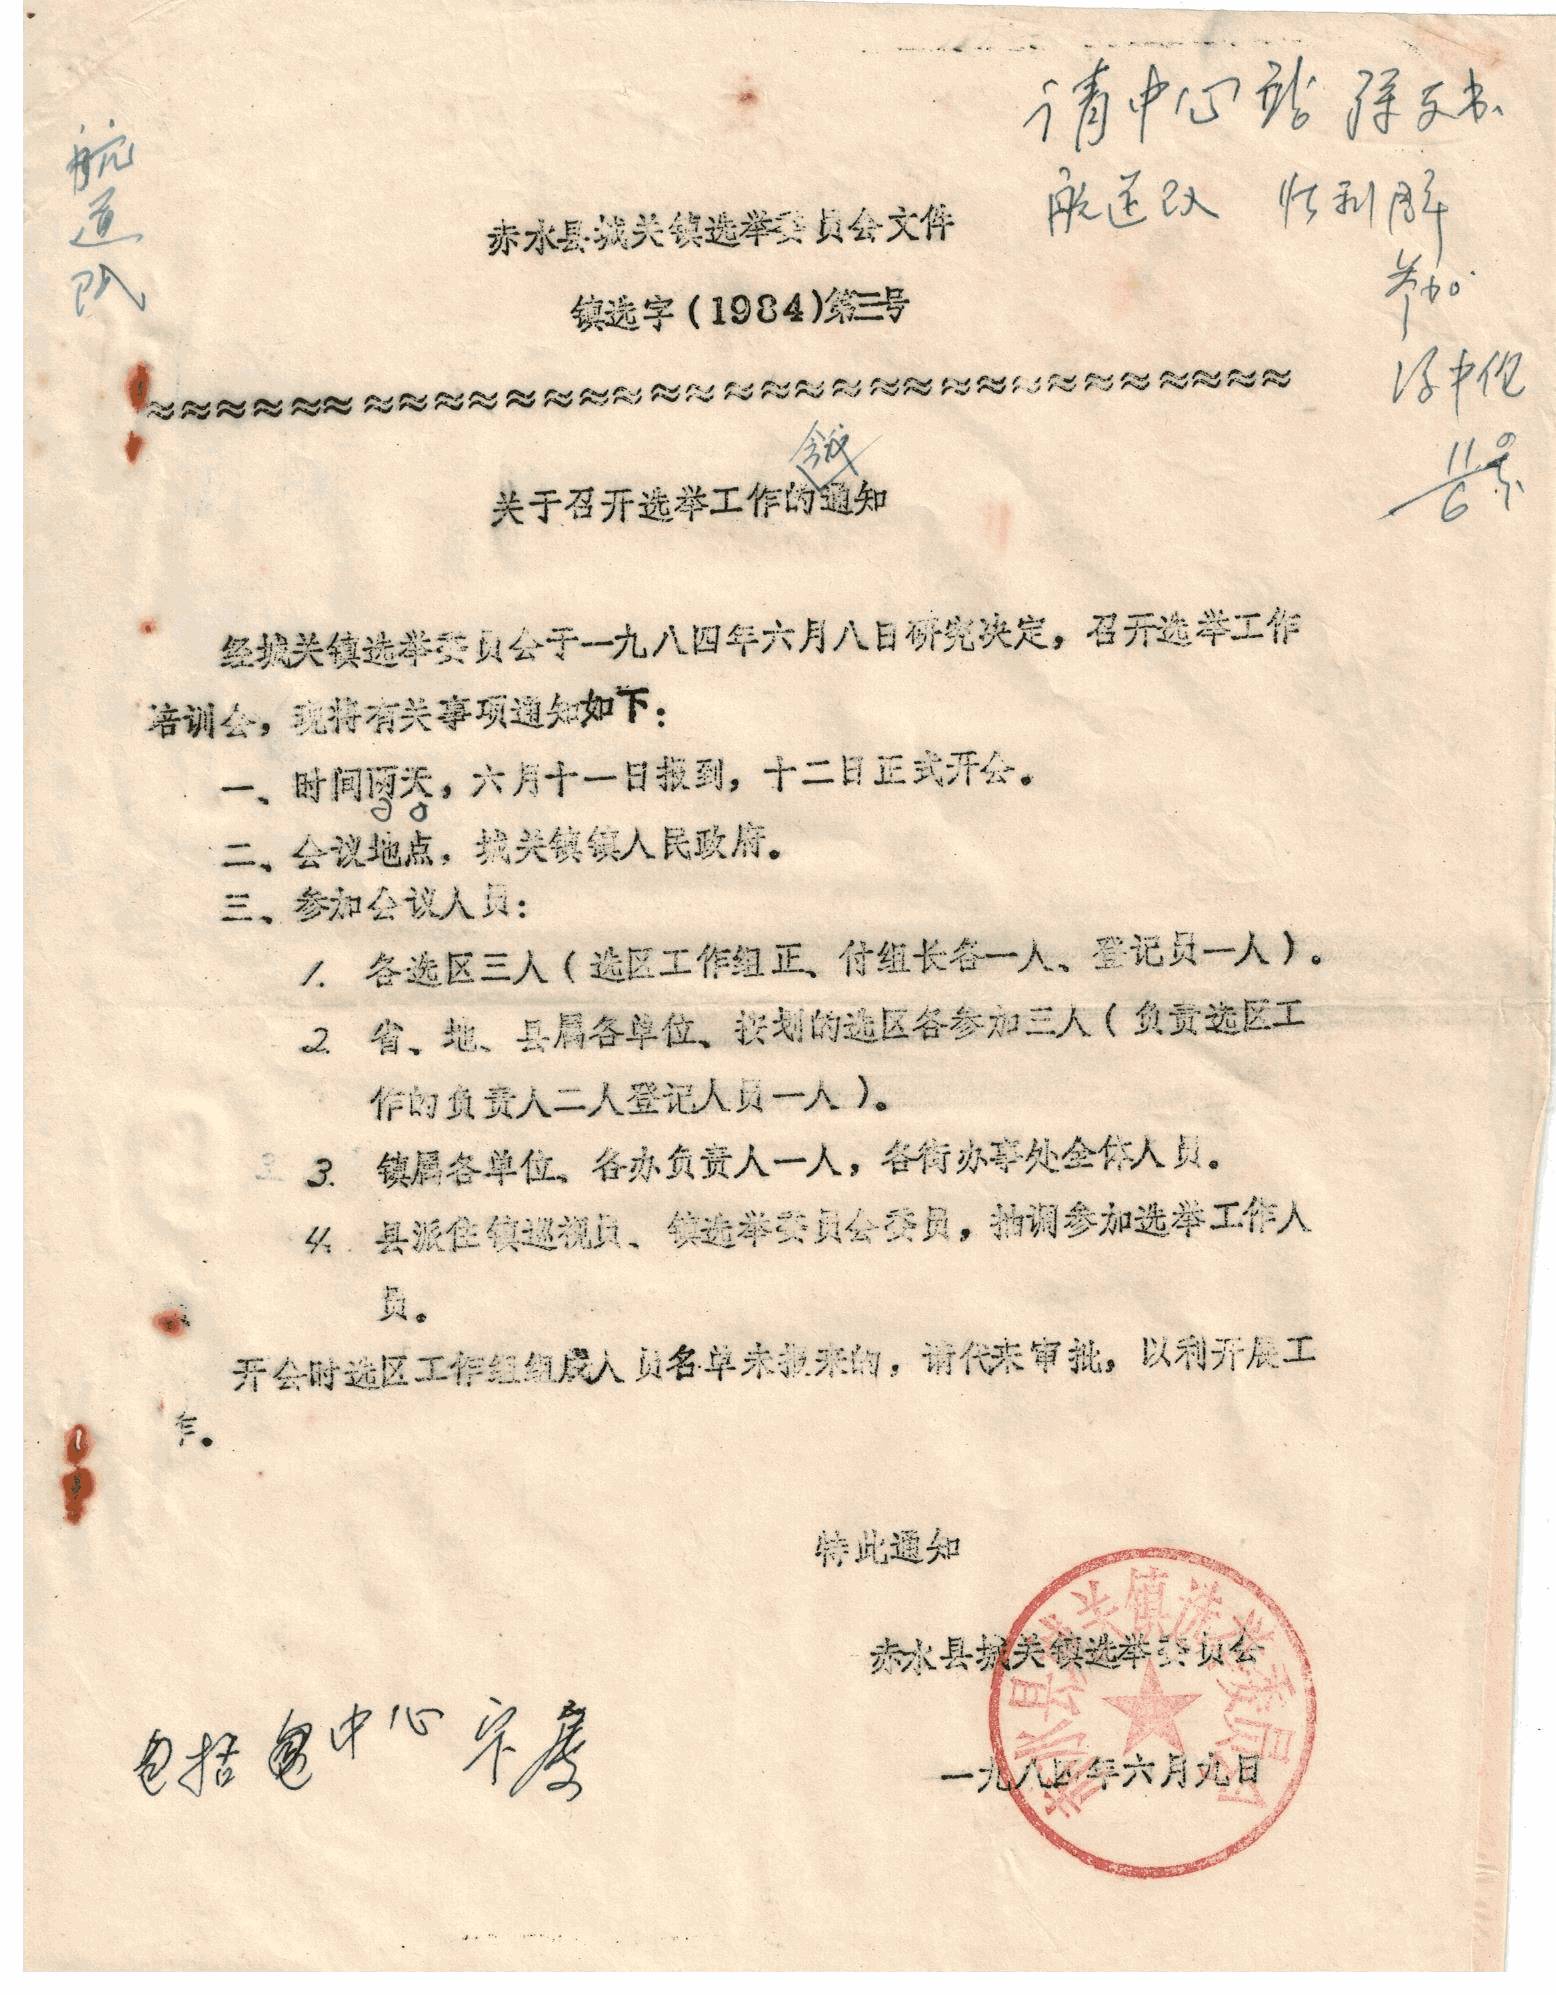 请中心站
航道队
参加
11/6
航道队
赤水县城关镇选举委员会文件
镇选字(1984)第三号
会议
关于召开选举工作的通知
经城关镇选举委员会于一九八四年六月八日研究决定，召开选举工作
培训会，现将有关事项通知如下：
一、时间两天，六月十一日报到，十二日正式开会。
二、会议地点，城关镇镇人民政府。
三、参加会议人员：
1. 各选区三人（选区工作组正、付组长各一人、登记员一人）。
2. 省、地、县属各单位、按划的选区各参加三人（负责选区工
作的负责人二人登记人员一人）。
3. 镇属各单位、各办负责人一人，各街办事处全体人员。
4. 县派住镇巡视员、镇选举委员会委员，抽调参加选举工作人
员。
开会时选区工作组组成人员名单未报来的，请代来审批，以利开展工
作。
特此通知
赤水县城关镇选举委员会
一九八四年六月九日
赤水县城关镇选举委员会
包括 中心